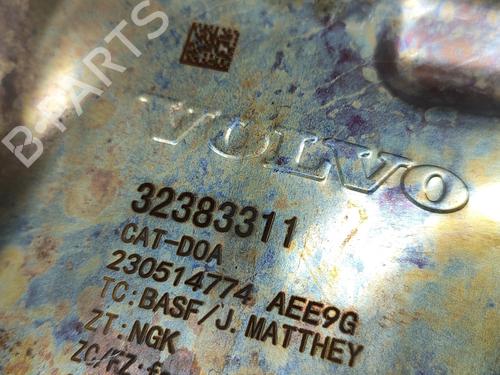 B-PARTS
VOLVO
32383311
CAT-DOA
230514774 AEE9G
TC:BASF/J. MATTHEY
ZT:NGK